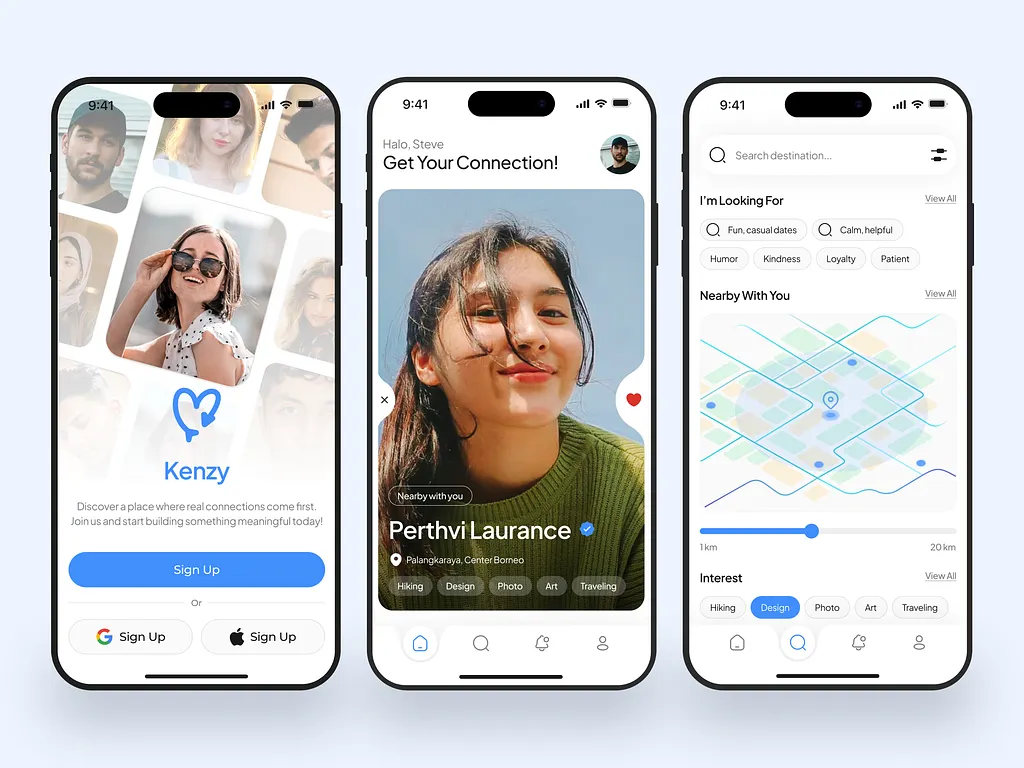 9:41
Kenzy
Discover a place where real connections come first.
Join us and start building something meaningful today!
Sign Up
Or
Sign Up
Sign Up
9:41
Halo, Steve
Get Your Connection!
Nearby with you
Perthvi Laurance
Palangkaraya, Center Borneo
Hiking Design Photo Art Traveling
9:41
Search destination...
I'm Looking For
View All
Fun, casual dates
Calm, helpful
Humor Kindness Loyalty Patient
Nearby With You
View All
1 km
20 km
Interest
View All
Hiking Design Photo Art Traveling